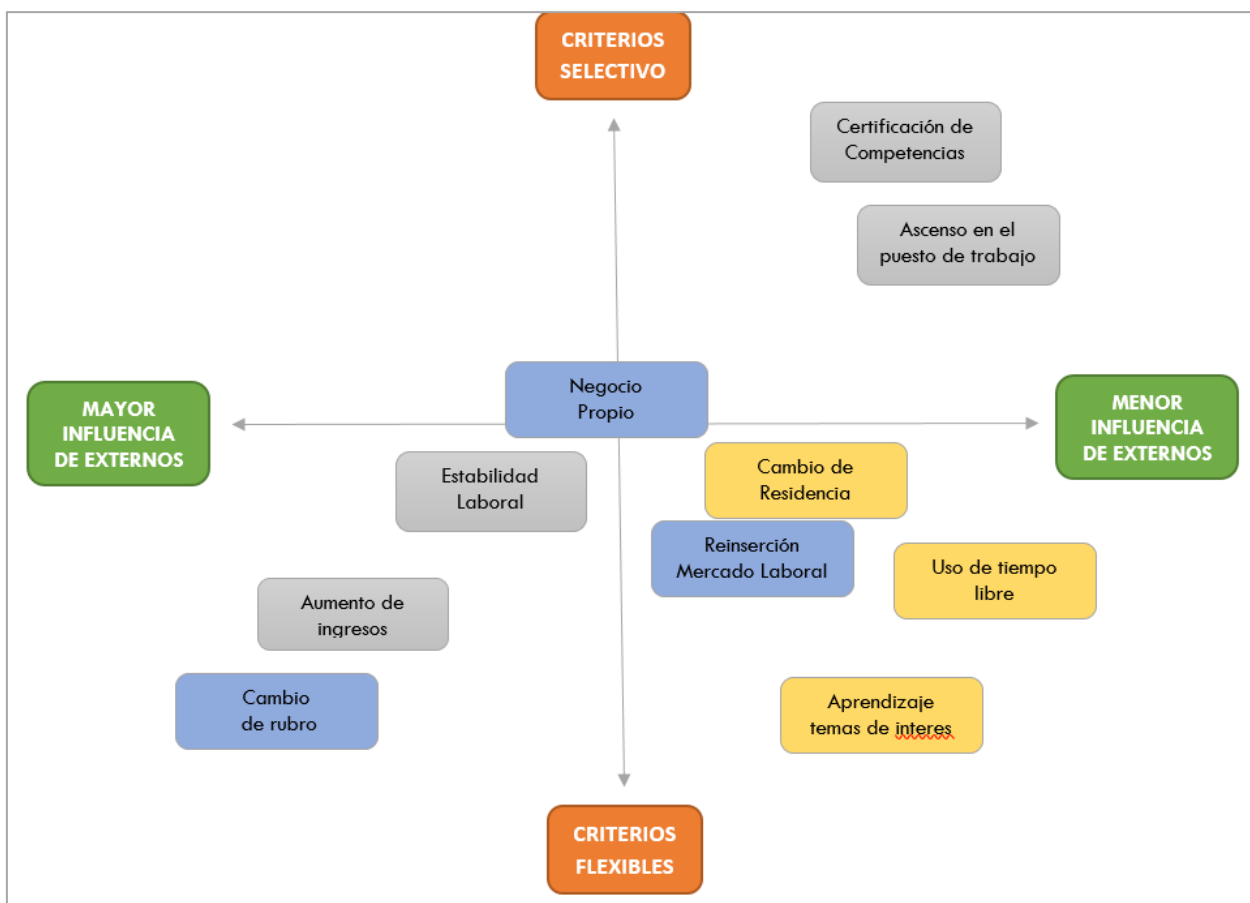 CRITERIOS
SELECTIVO
Certificación de
Competencias
Ascenso en el
puesto de trabajo
Negocio
Propio
MAYOR
INFLUENCIA
DE EXTERNOS
MENOR
INFLUENCIA
DE EXTERNOS
Estabilidad
Laboral
Cambio de
Residencia
Reinserción
Mercado Laboral
Uso de tiempo
libre
Aumento de
ingresos
Cambio
de rubro
Aprendizaje
temas de interes
CRITERIOS
FLEXIBLES